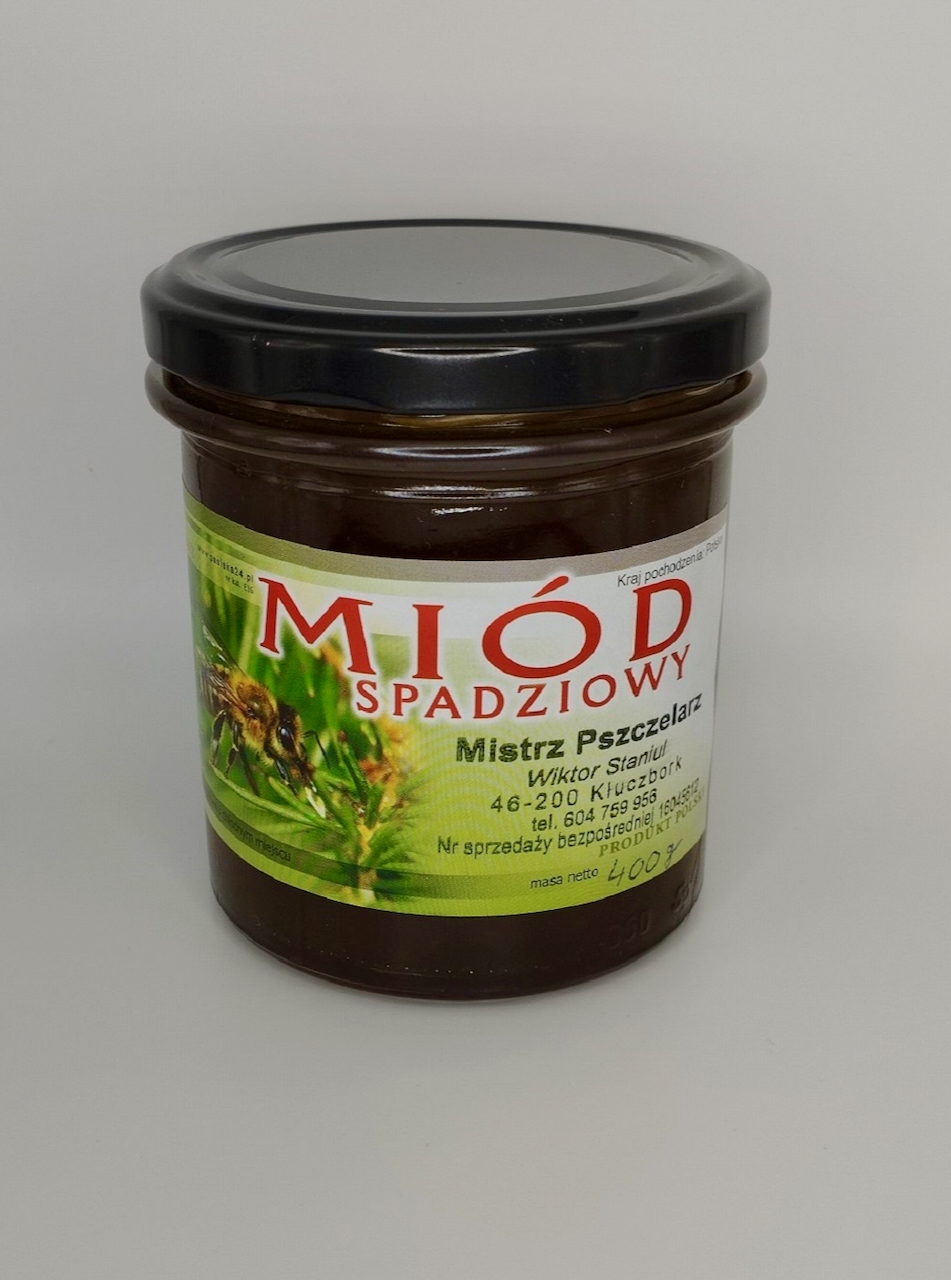 Kraj pochodzenia: Polska
MIÓD
SPADZIOWY
Mistrz Pszczelarz
Wiktor Staniul
46-200 Kluczbork
tel. 604 759 956
Nr sprzedaży bezpośredniej 16045612
PRODUKT POLSKI
masa netto 400g
miejscu